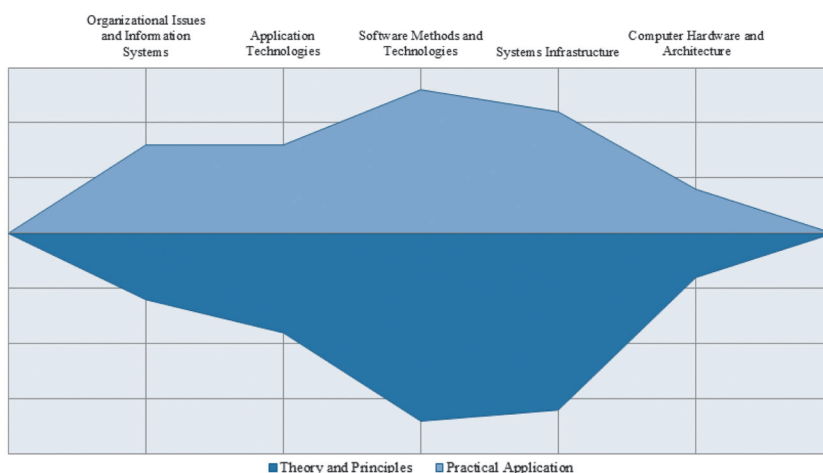 Organizational Issues
and Information
Systems
Application
Technologies
Software Methods and
Technologies
Systems Infrastructure
Computer Hardware and
Architecture
Theory and Principles
Practical Application